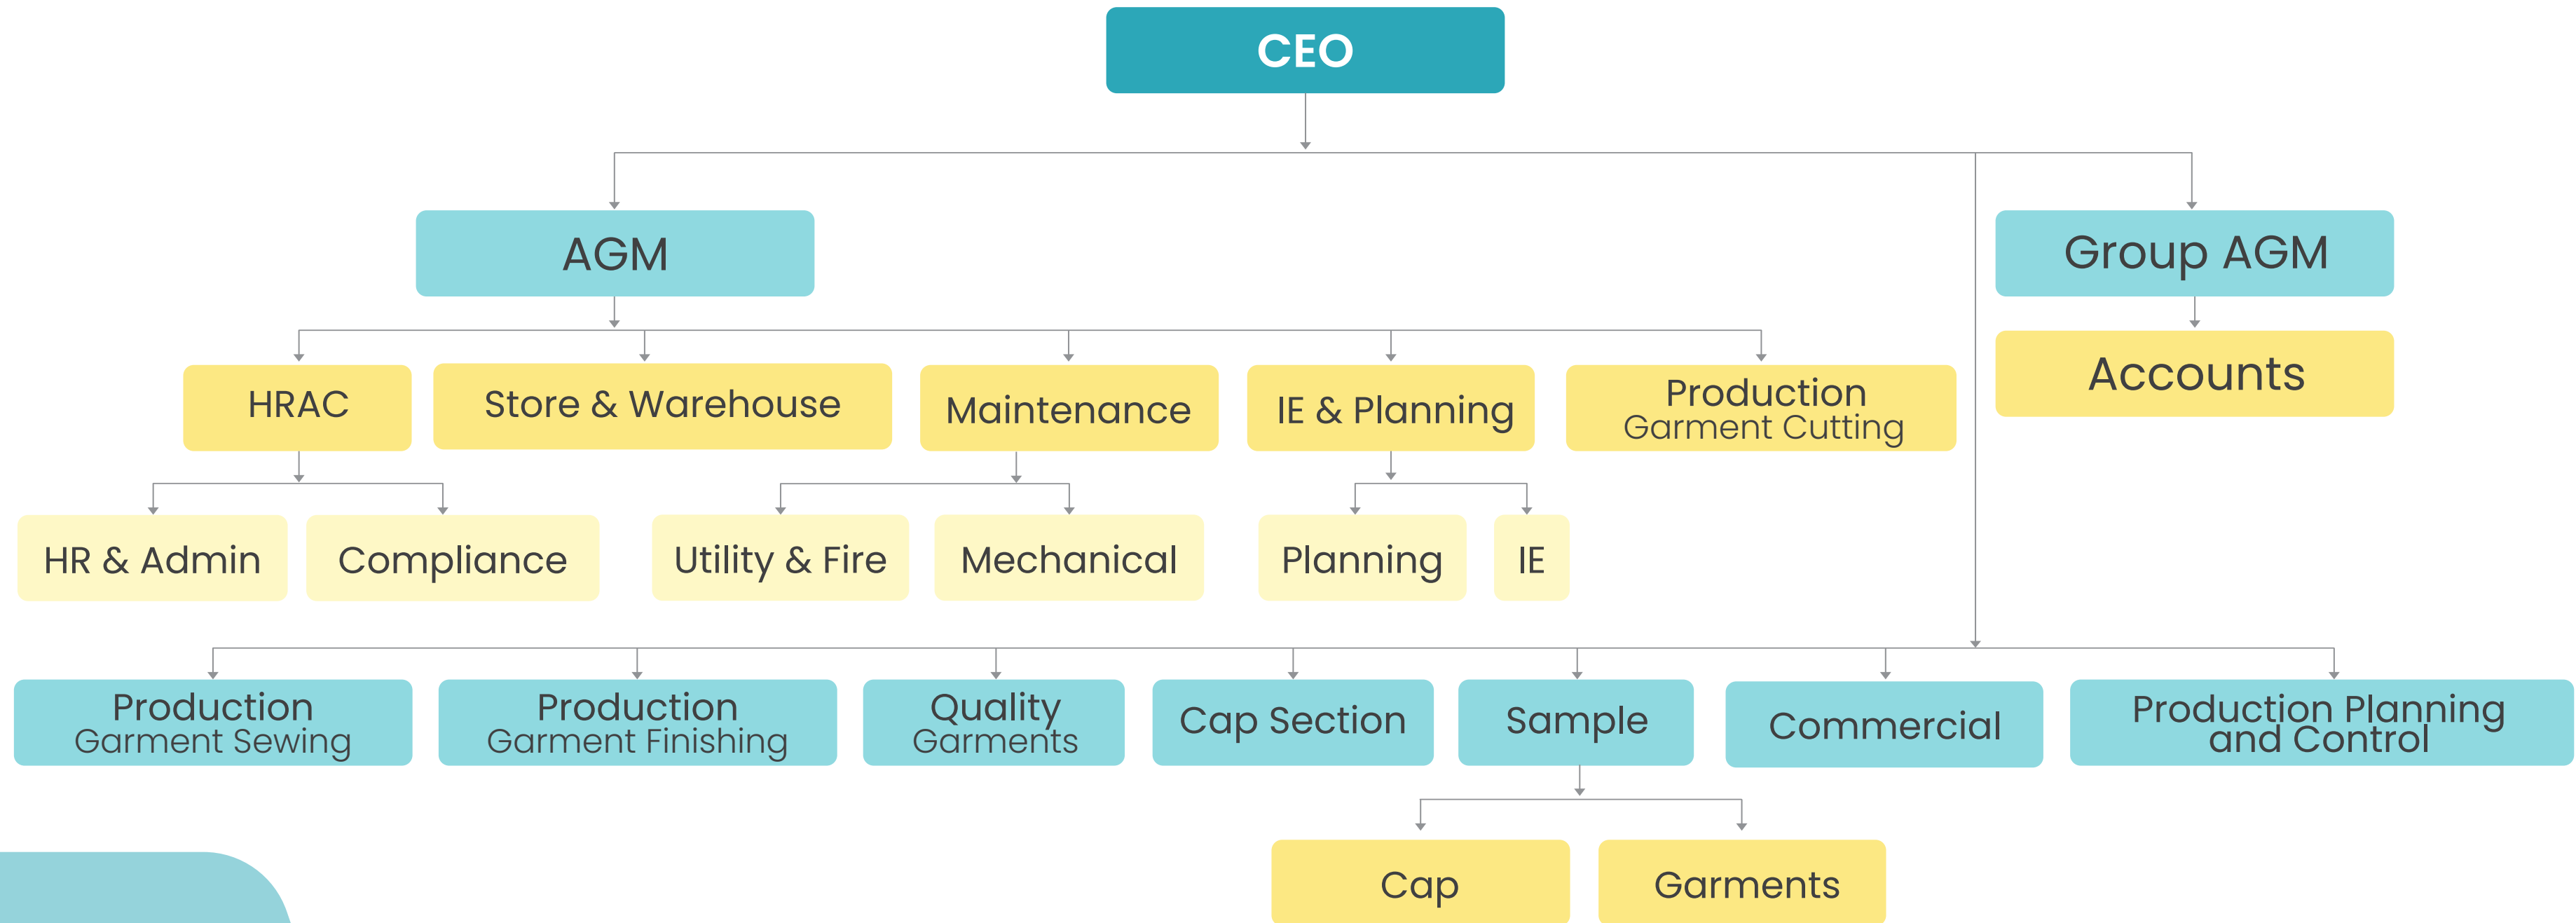 CEO
AGM
Group AGM
HRAC
Store & Warehouse
Maintenance
IE & Planning
Production
Garment Cutting
Accounts
HR & Admin
Compliance
Utility & Fire
Mechanical
Planning
IE
Production
Garment Sewing
Production
Garment Finishing
Quality
Garments
Cap Section
Sample
Commercial
Production Planning
and Control
Cap
Garments